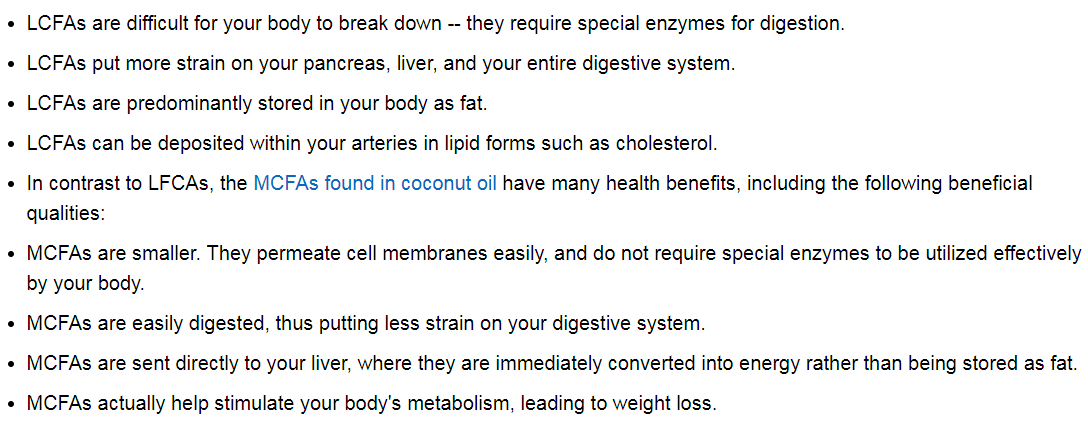 LCFAs are difficult for your body to break down -- they require special enzymes for digestion.
LCFAs put more strain on your pancreas, liver, and your entire digestive system.
LCFAs are predominantly stored in your body as fat.
LCFAs can be deposited within your arteries in lipid forms such as cholesterol.
In contrast to LFCAs, the MCFAs found in coconut oil have many health benefits, including the following beneficial
qualities:
MCFAs are smaller. They permeate cell membranes easily, and do not require special enzymes to be utilized effectively
by your body.
MCFAs are easily digested, thus putting less strain on your digestive system.
MCFAs are sent directly to your liver, where they are immediately converted into energy rather than being stored as fat.
MCFAs actually help stimulate your body's metabolism, leading to weight loss.